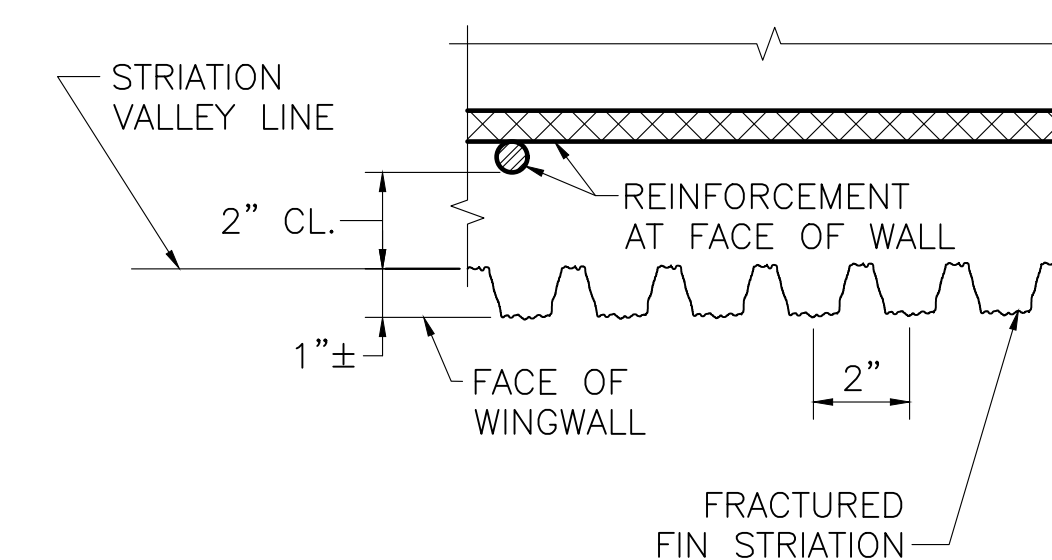 STRIATION
VALLEY LINE
2" CL.
REINFORCEMENT
AT FACE OF WALL
1"±
FACE OF
WINGWALL
2"
FRACTURED
FIN STRIATION